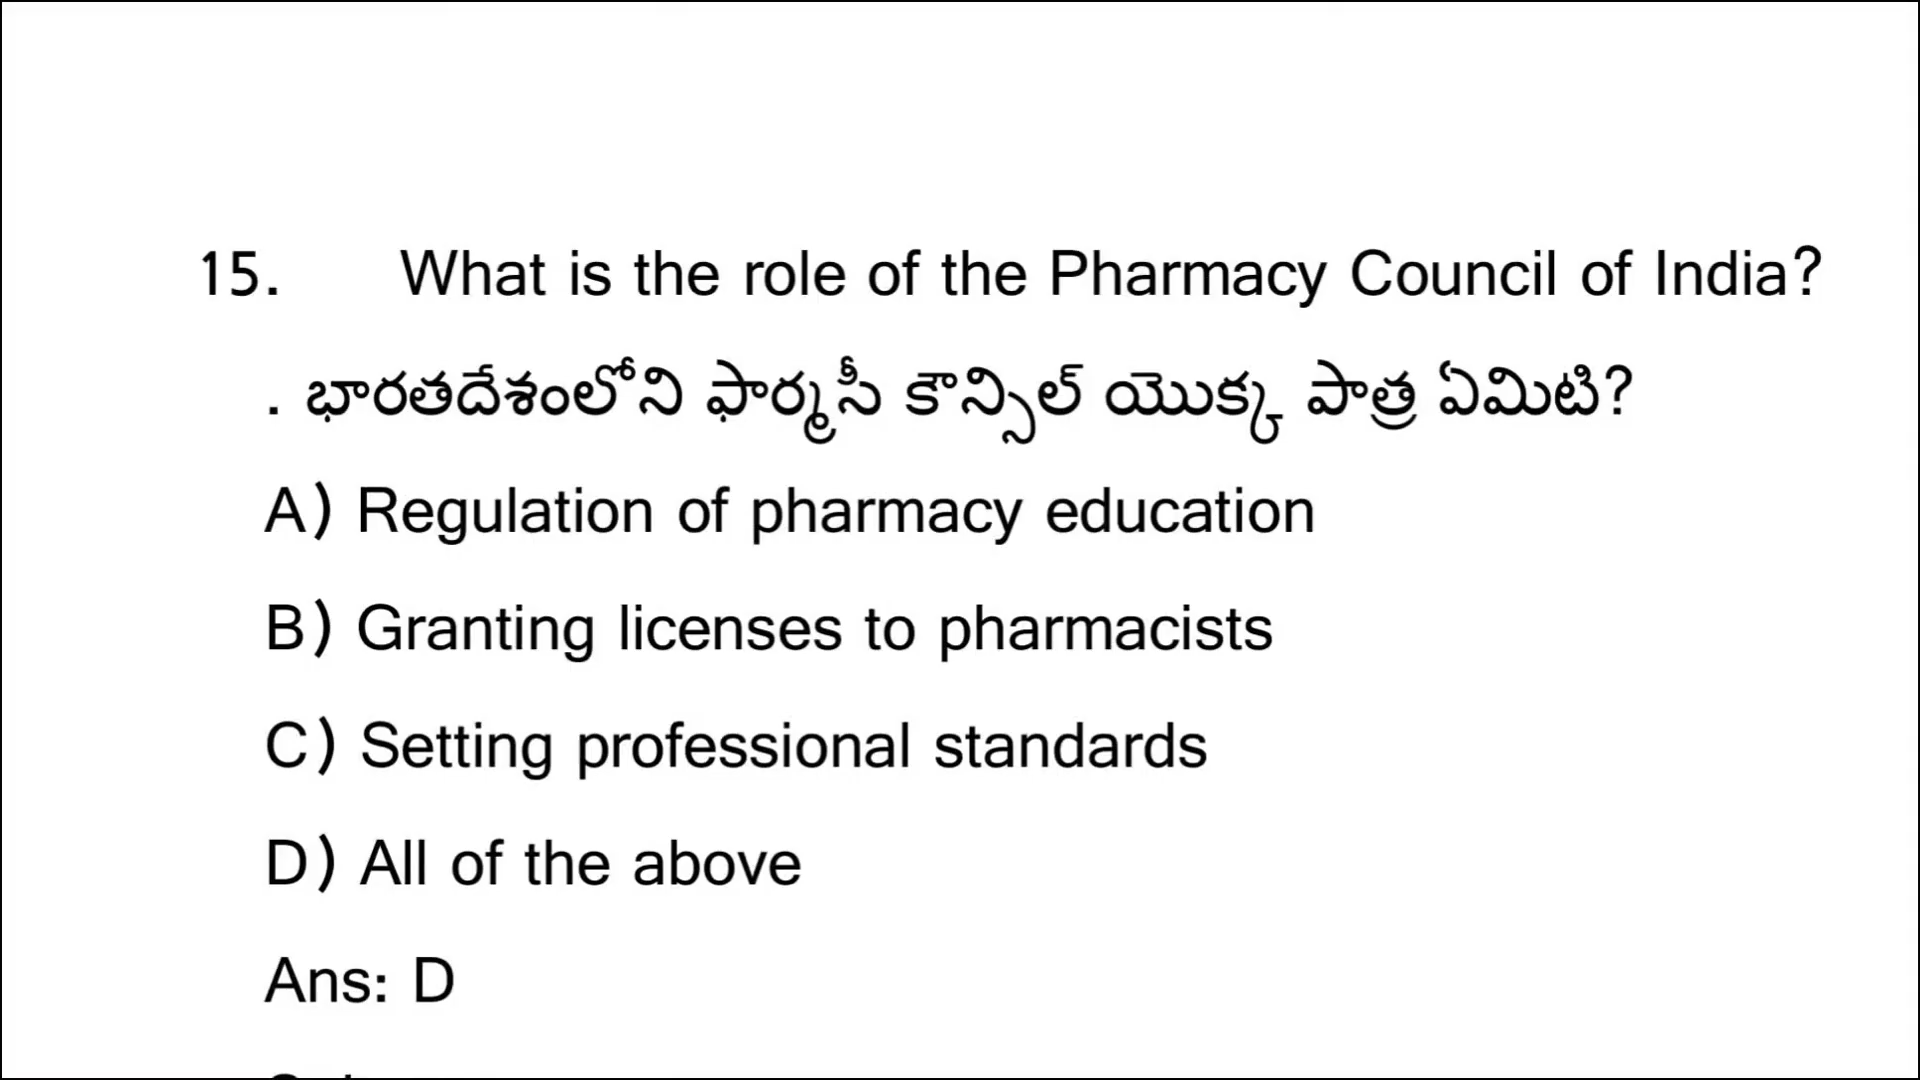 15. What is the role of the Pharmacy Council of India?
. భారతదేశంలోని ఫార్మసీ కౌన్సిల్ యొక్క పాత్ర ఏమిటి?
A) Regulation of pharmacy education
B) Granting licenses to pharmacists
C) Setting professional standards
D) All of the above
Ans: D